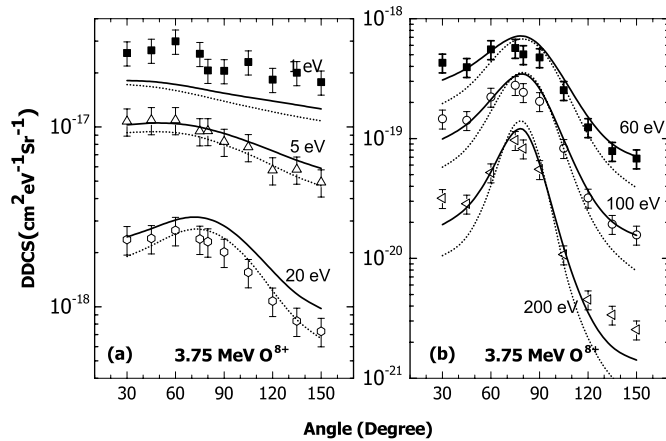 DDCS(cm²eV⁻¹Sr⁻¹)
10⁻¹⁷
10⁻¹⁸
1 eV
5 eV
20 eV
(a) 3.75 MeV O⁸⁺
30 60 90 120 150
10⁻¹⁸
10⁻¹⁹
10⁻²⁰
10⁻²¹
60 eV
100 eV
200 eV
(b) 3.75 MeV O⁸⁺
30 60 90 120 150
Angle (Degree)